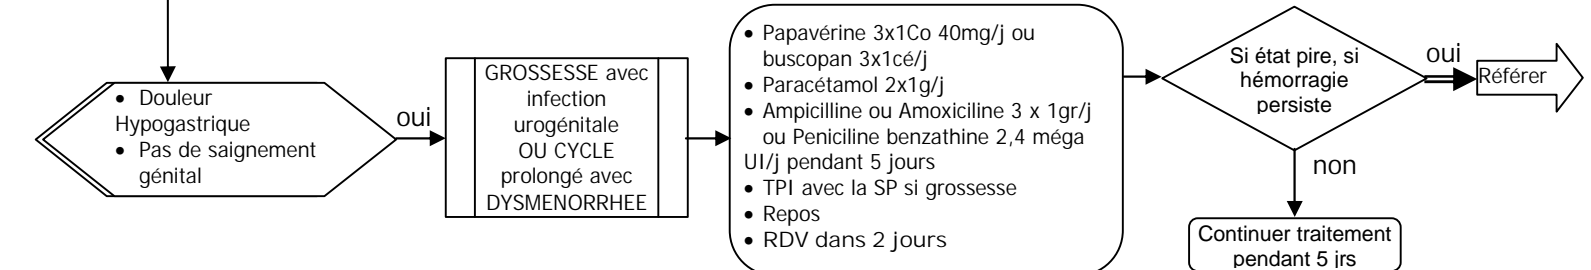 • Douleur
Hypogastrique
• Pas de saignement
génital
oui
GROSSESSE avec
infection
urogénitale
OU CYCLE
prolongé avec
DYSMENORRHEE
• Papavérine 3x1Co 40mg/j ou
buscopan 3x1cé/j
• Paracétamol 2x1g/j
• Ampicilline ou Amoxiciline 3 x 1gr/j
ou Peniciline benzathine 2,4 méga
UI/j pendant 5 jours
• TPI avec la SP si grossesse
• Repos
• RDV dans 2 jours
Si état pire, si
hémorragie
persiste
oui
Référer
non
Continuer traitement
pendant 5 jrs